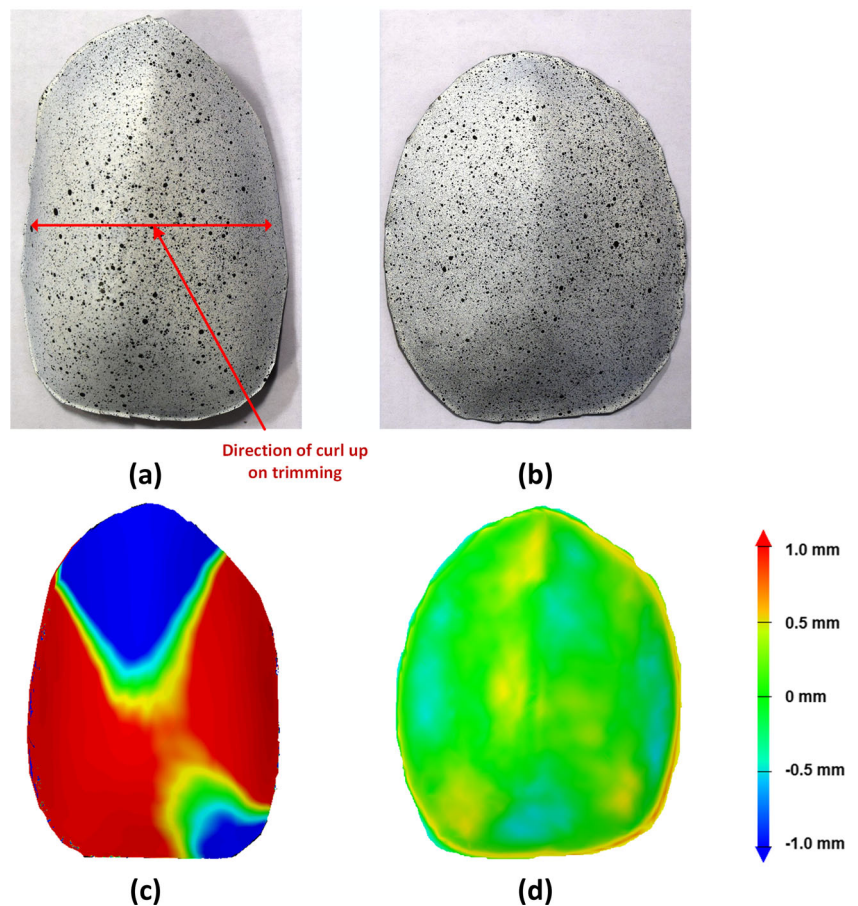 Direction of curl up
on trimming
(a)
(b)
1.0 mm
0.5 mm
0 mm
-0.5 mm
-1.0 mm
(c)
(d)